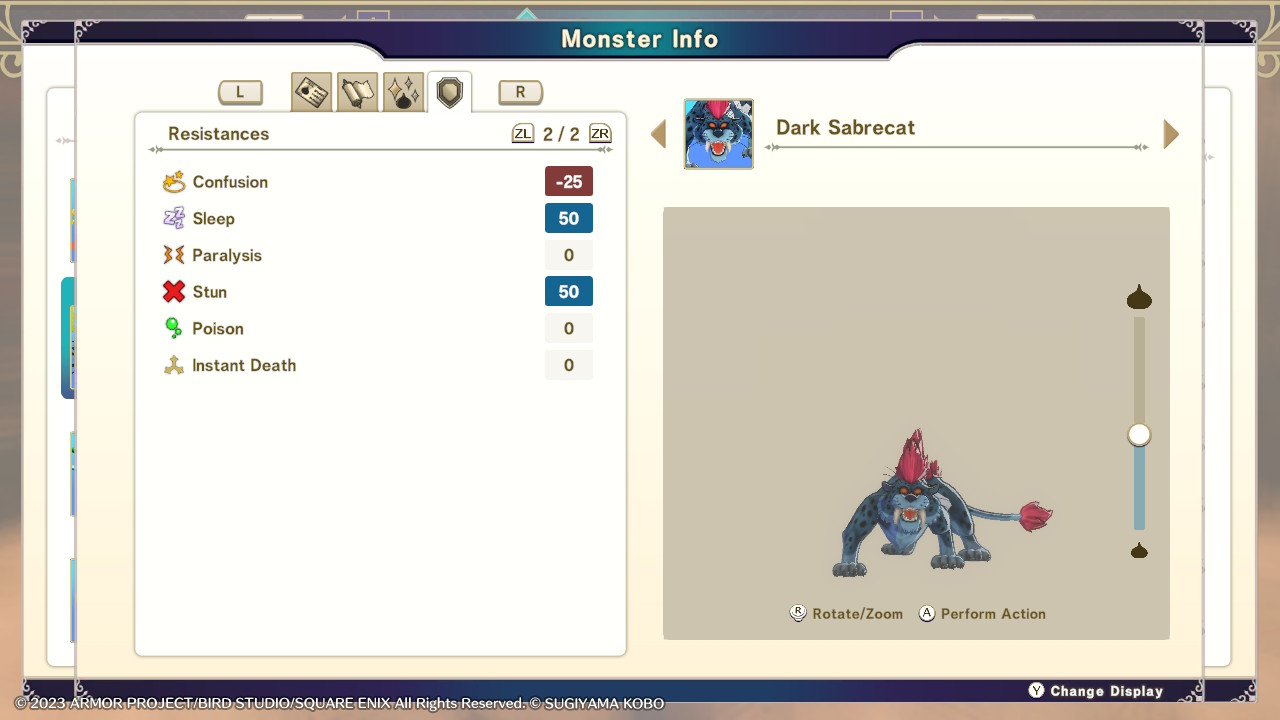 Monster Info
L
R
Resistances
ZL 2 / 2 ZR
Confusion -25
Sleep 50
Paralysis 0
Stun 50
Poison 0
Instant Death 0
Dark Sabrecat
R Rotate/Zoom A Perform Action
Y Change Display
© 2023 ARMOR PROJECT/BIRD STUDIO/SQUARE ENIX All Rights Reserved. © SUGIYAMA KOBO